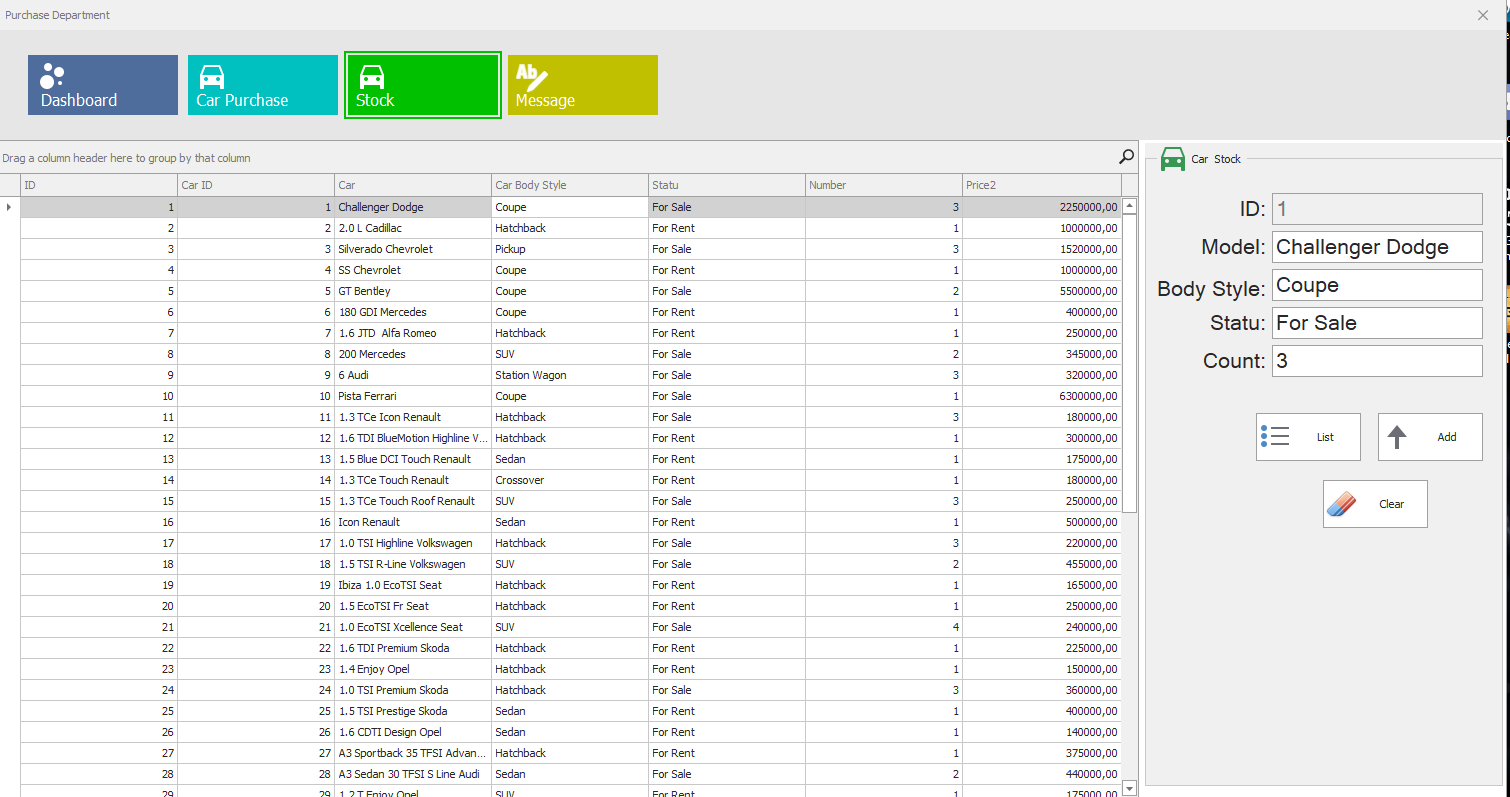 Purchase Department
Dashboard
Car Purchase
Stock
Ab
Message
Drag a column header here to group by that column
ID Car ID Car Car Body Style Statu Number Price2
1 1 Challenger Dodge Coupe For Sale 3 2250000,00
2 2 2.0 L Cadillac Hatchback For Rent 1 1000000,00
3 3 Silverado Chevrolet Pickup For Sale 3 1520000,00
4 4 SS Chevrolet Coupe For Rent 1 1000000,00
5 5 GT Bentley Coupe For Sale 2 5500000,00
6 6 180 GDI Mercedes Coupe For Rent 1 400000,00
7 7 1.6 JTD Alfa Romeo Hatchback For Rent 1 250000,00
8 8 200 Mercedes SUV For Sale 2 345000,00
9 9 6 Audi Station Wagon For Sale 3 320000,00
10 10 Pista Ferrari Coupe For Sale 1 6300000,00
11 11 1.3 TCe Icon Renault Hatchback For Sale 3 180000,00
12 12 1.6 TDI BlueMotion Highline V... Hatchback For Rent 1 300000,00
13 13 1.5 Blue DCI Touch Renault Sedan For Rent 1 175000,00
14 14 1.3 TCe Touch Renault Crossover For Rent 1 180000,00
15 15 1.3 TCe Touch Roof Renault SUV For Sale 3 250000,00
16 16 Icon Renault Sedan For Rent 1 500000,00
17 17 1.0 TSI Highline Volkswagen Hatchback For Sale 3 220000,00
18 18 1.5 TSI R-Line Volkswagen SUV For Sale 2 455000,00
19 19 Ibiza 1.0 EcoTSI Seat Hatchback For Rent 1 165000,00
20 20 1.5 EcoTSI Fr Seat Hatchback For Rent 1 250000,00
21 21 1.0 EcoTSI Xcellence Seat SUV For Sale 4 240000,00
22 22 1.6 TDI Premium Skoda Hatchback For Rent 1 225000,00
23 23 1.4 Enjoy Opel Hatchback For Rent 1 150000,00
24 24 1.0 TSI Premium Skoda Hatchback For Sale 3 360000,00
25 25 1.5 TSI Prestige Skoda Sedan For Rent 1 400000,00
26 26 1.6 CDTI Design Opel Sedan For Rent 1 140000,00
27 27 A3 Sportback 35 TFSI Advan... Hatchback For Rent 1 375000,00
28 28 A3 Sedan 30 TFSI S Line Audi Sedan For Sale 2 440000,00
29 29 1.2 T Enjoy Opel SUV For Rent 1 175000,00
Car Stock
ID: 1
Model: Challenger Dodge
Body Style: Coupe
Statu: For Sale
Count: 3
List
Add
Clear